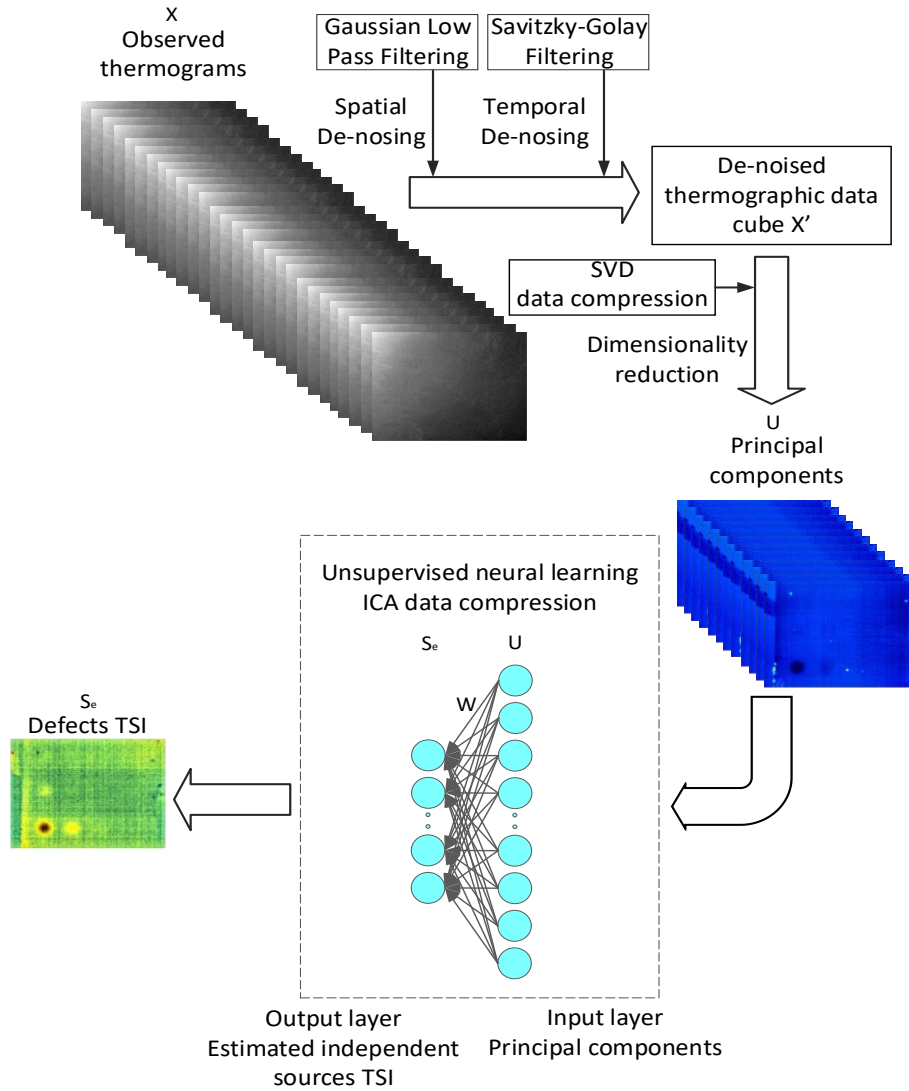 X
Observed
thermograms
Gaussian Low
Pass Filtering
Savitzky-Golay
Filtering
Spatial
De-nosing
Temporal
De-nosing
De-noised
thermographic data
cube X’
SVD
data compression
Dimensionality
reduction
U
Principal
components
Unsupervised neural learning
ICA data compression
Se
U
W
Se
Defects TSI
Output layer
Estimated independent
sources TSI
Input layer
Principal components